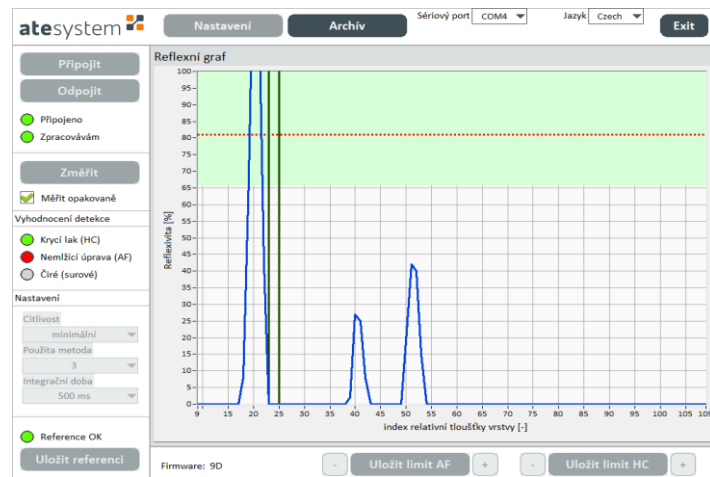 atesystem
Nastavení
Archív
Sériový port
COM4
Jazyk
Czech
Exit
Připojit
Odpojit
Připojeno
Zpracovávám
Změřit
Měřit opakovaně
Vyhodnocení detekce
Krycí lak (HC)
Nemlžící úprava (AF)
Čiré (surové)
Nastavení
Citlivost
minimální
Použita metoda
3
Integrační doba
500 ms
Reference OK
Uložit referenci
Reflexní graf
Reflexivita [%]
100
95
90
85
80
75
70
65
60
55
50
45
40
35
30
25
20
15
10
5
0
9 15 20 25 30 35 40 45 50 55 60 65 70 75 80 85 90 95 100 105 109
index relativní tloušťky vrstvy [-]
Firmware: 9D
-
Uložit limit AF
+
-
Uložit limit HC
+